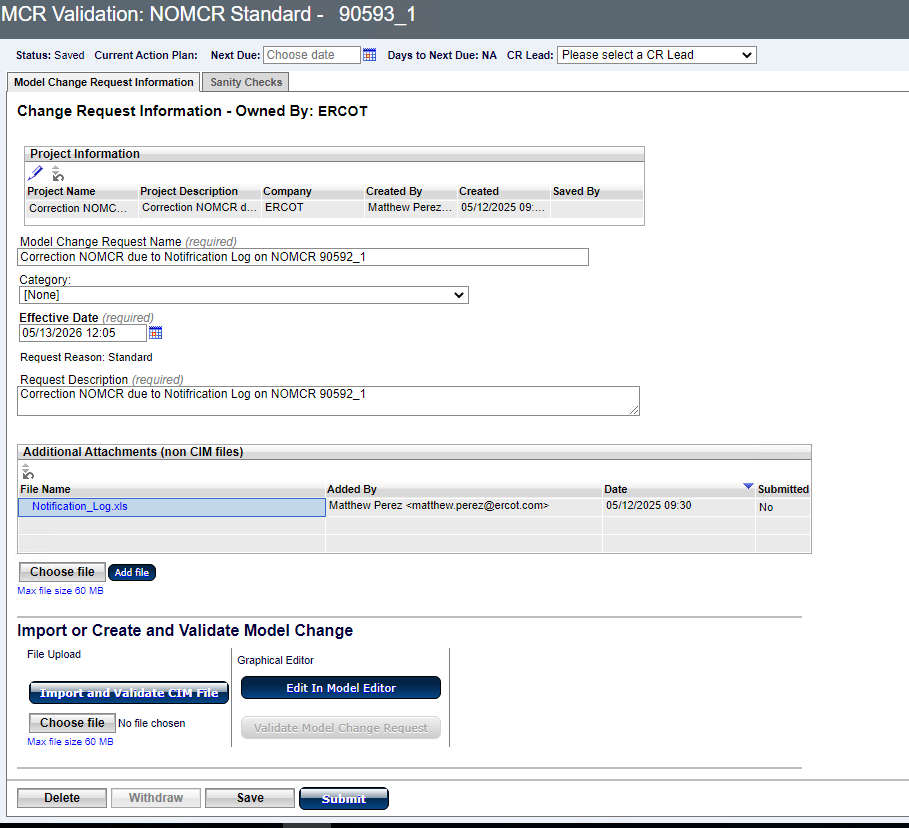 MCR Validation: NOMCR Standard - 90593_1
Status: Saved Current Action Plan: Next Due: Choose date Days to Next Due: NA CR Lead: Please select a CR Lead
Model Change Request Information Sanity Checks
Change Request Information - Owned By: ERCOT
Project Information
Project Name Project Description Company Created By Created Saved By
Correction NOMC... Correction NOMCR d... ERCOT Matthew Perez... 05/12/2025 09:...
Model Change Request Name (required)
Correction NOMCR due to Notification Log on NOMCR 90592_1
Category:
[None]
Effective Date (required)
05/13/2026 12:05
Request Reason: Standard
Request Description (required)
Correction NOMCR due to Notification Log on NOMCR 90592_1
Additional Attachments (non CIM files)
File Name Added By Date Submitted
Notification_Log.xls Matthew Perez <matthew.perez@ercot.com> 05/12/2025 09:30 No
Choose file Add file
Max file size 60 MB
Import or Create and Validate Model Change
File Upload
Graphical Editor
Import and Validate CIM File
Edit In Model Editor
Choose file No file chosen
Validate Model Change Request
Max file size 60 MB
Delete Withdraw Save Submit